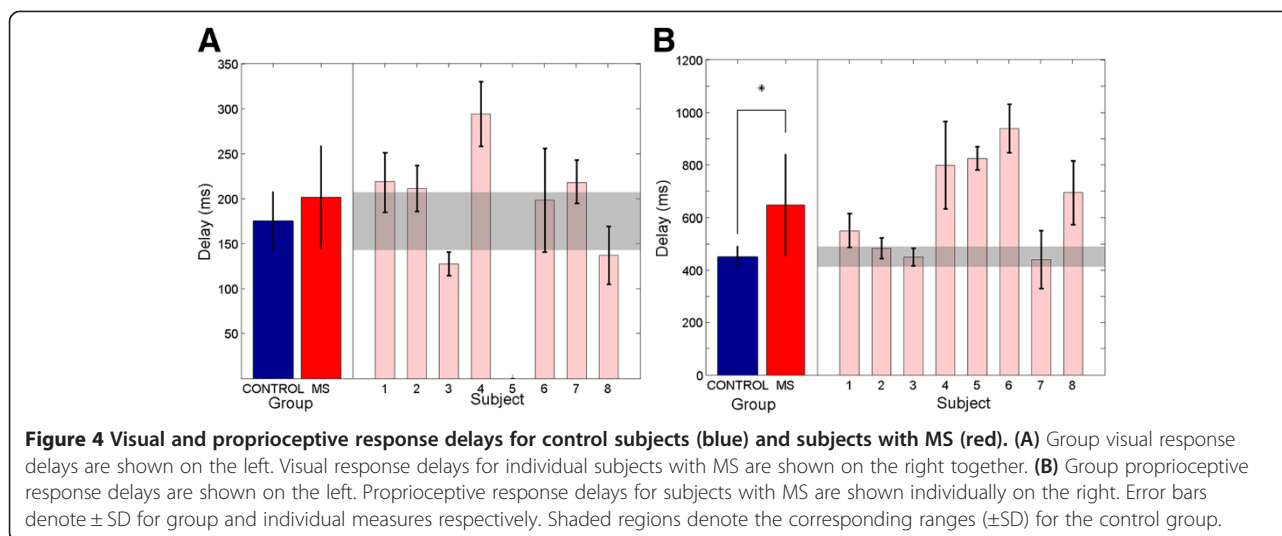 A
B
350
300
250
200
150
100
50
Delay (ms)
CONTROL MS
Group
1 2 3 4 5 6 7 8
Subject
1200
1000
800
600
400
200
0
Delay (ms)
*
CONTROL MS
Group
1 2 3 4 5 6 7 8
Subject
Figure 4 Visual and proprioceptive response delays for control subjects (blue) and subjects with MS (red). (A) Group visual response
delays are shown on the left. Visual response delays for individual subjects with MS are shown on the right together. (B) Group proprioceptive
response delays are shown on the left. Proprioceptive response delays for subjects with MS are shown individually on the right. Error bars
denote ± SD for group and individual measures respectively. Shaded regions denote the corresponding ranges (±SD) for the control group.